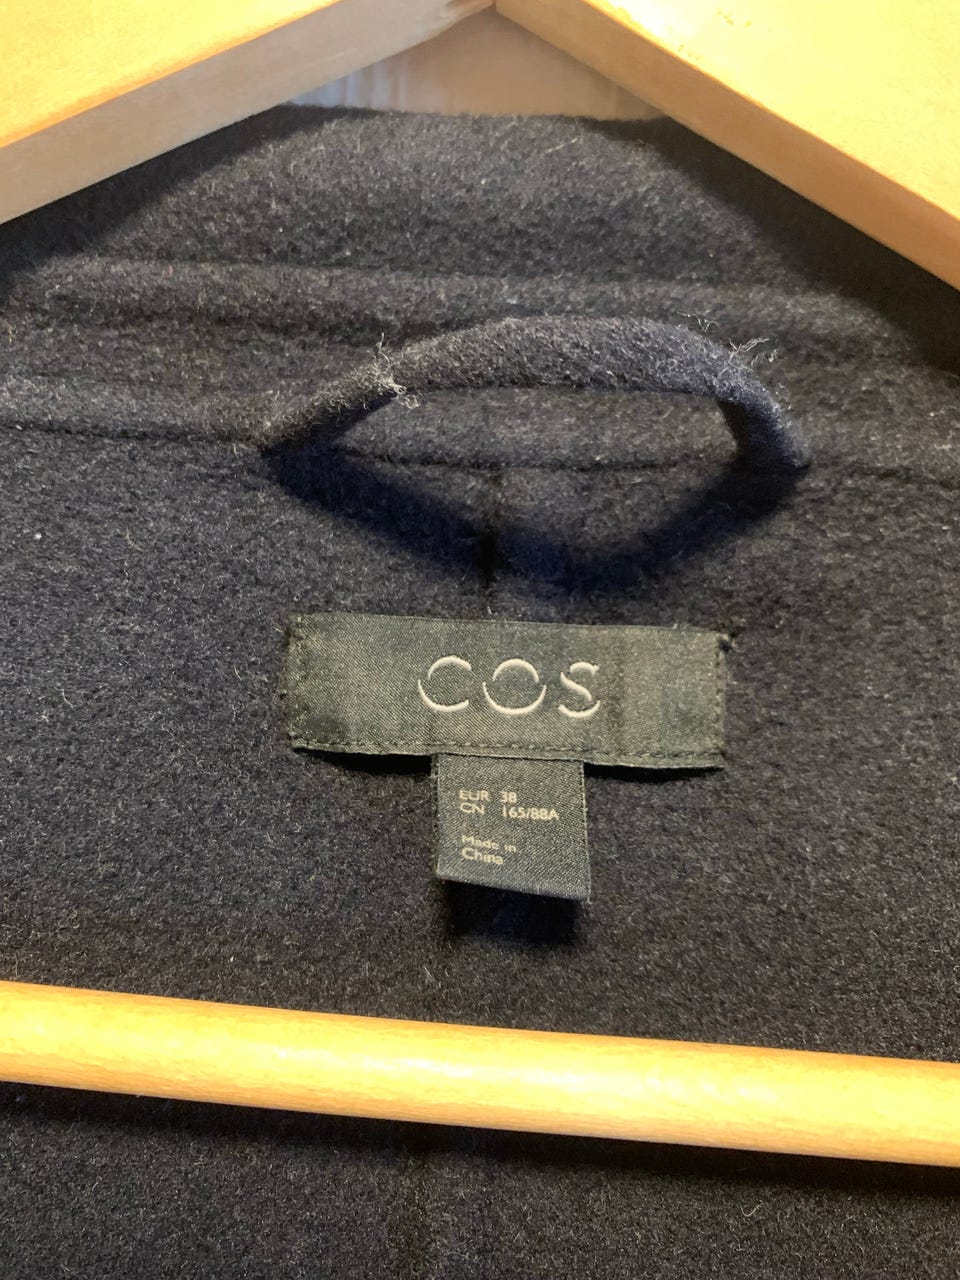 COS
EUR 38
CN 165/88A
Made in
China